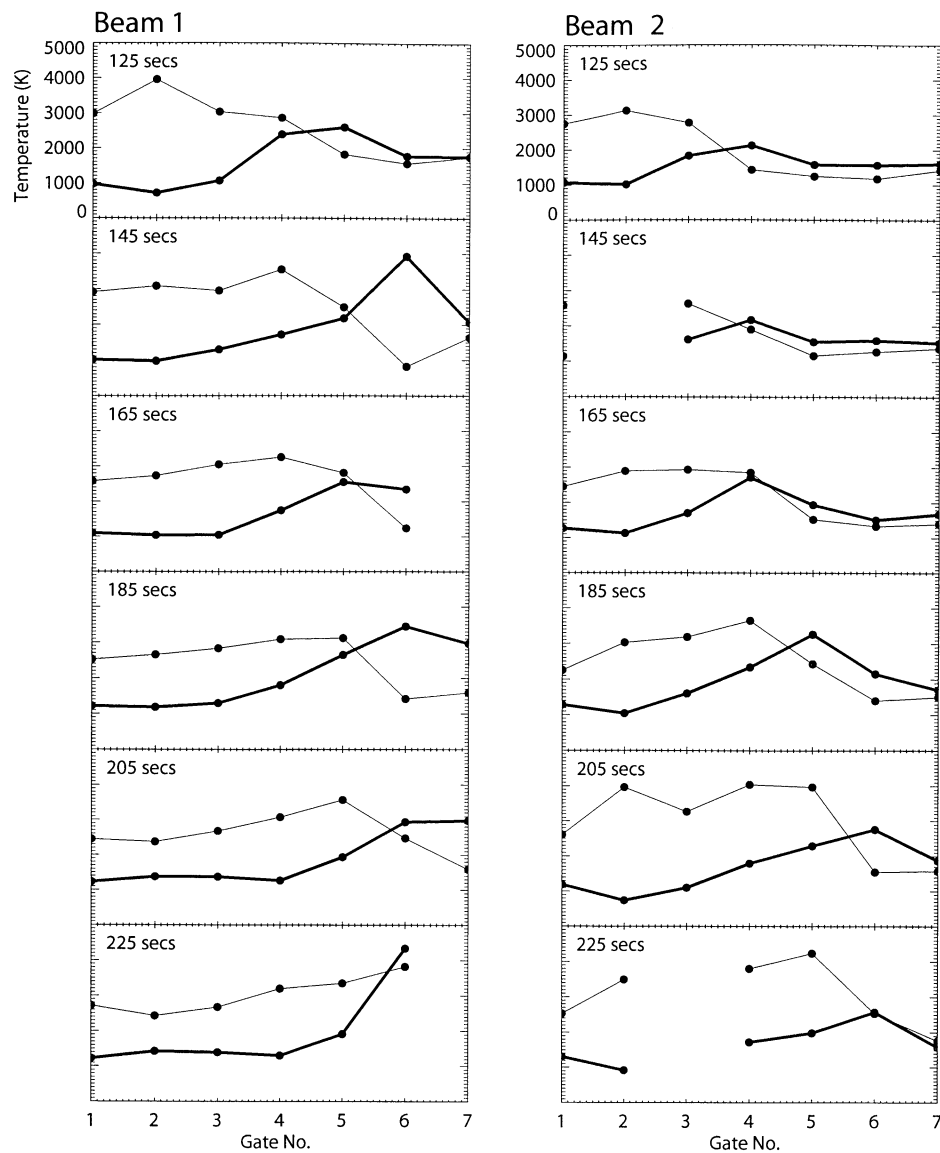 Beam 1
Temperature (K)
5000
4000
3000
2000
1000
0
125 secs
145 secs
165 secs
185 secs
205 secs
225 secs
1 2 3 4 5 6 7
Gate No.
Beam 2
5000
4000
3000
2000
1000
0
125 secs
145 secs
165 secs
185 secs
205 secs
225 secs
1 2 3 4 5 6 7
Gate No.